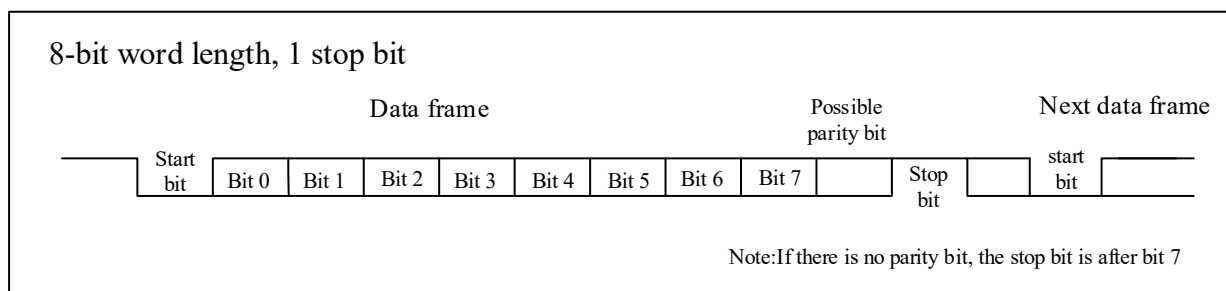 8-bit word length, 1 stop bit
Data frame
Possible
parity bit
Next data frame
Start
bit
Bit 0
Bit 1
Bit 2
Bit 3
Bit 4
Bit 5
Bit 6
Bit 7
Stop
bit
start
bit
Note:If there is no parity bit, the stop bit is after bit 7